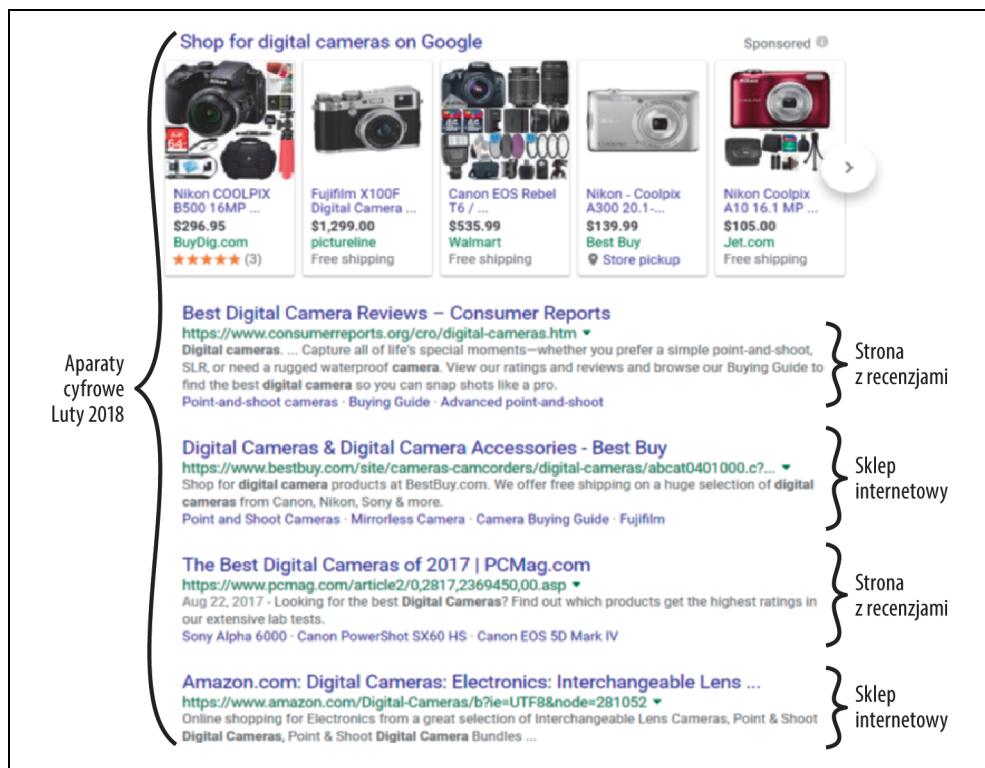 Shop for digital cameras on Google
Sponsored
Nikon COOLPIX
B500 16MP ...
$296.95
BuyDig.com
(3)
Fujifilm X100F
Digital Camera ...
$1,299.00
pictureline
Free shipping
Canon EOS Rebel
T6 / ...
$535.99
Walmart
Free shipping
Nikon - Coolpix
A300 20.1-...
$139.99
Best Buy
Store pickup
Nikon Coolpix
A10 16.1 MP ...
$105.00
Jet.com
Free shipping
Aparaty
cyfrowe
Luty 2018
Best Digital Camera Reviews – Consumer Reports
https://www.consumerreports.org/cro/digital-cameras.htm
Digital cameras. ... Capture all of life's special moments—whether you prefer a simple point-and-shoot,
SLR, or need a rugged waterproof camera. View our ratings and reviews and browse our Buying Guide to
find the best digital camera so you can snap shots like a pro.
Point-and-shoot cameras · Buying Guide · Advanced point-and-shoot
Strona
z recenzjami
Digital Cameras & Digital Camera Accessories - Best Buy
https://www.bestbuy.com/site/cameras-camcorders/digital-cameras/abcat0401000.c?...
Shop for digital camera products at BestBuy.com. We offer free shipping on a huge selection of digital
cameras from Canon, Nikon, Sony & more.
Point and Shoot Cameras · Mirrorless Camera · Camera Buying Guide · Fujifilm
Sklep
internetowy
The Best Digital Cameras of 2017 | PCMag.com
https://www.pcmag.com/article2/0,2817,2369450,00.asp
Aug 22, 2017 - Looking for the best Digital Cameras? Find out which products get the highest ratings in
our extensive lab tests.
Sony Alpha 6000 · Canon PowerShot SX60 HS · Canon EOS 5D Mark IV
Strona
z recenzjami
Amazon.com: Digital Cameras: Electronics: Interchangeable Lens ...
https://www.amazon.com/Digital-Cameras/b?ie=UTF8&node=281052
Online shopping for Electronics from a great selection of Interchangeable Lens Cameras, Point & Shoot
Digital Cameras, Point & Shoot Digital Camera Bundles ...
Sklep
internetowy